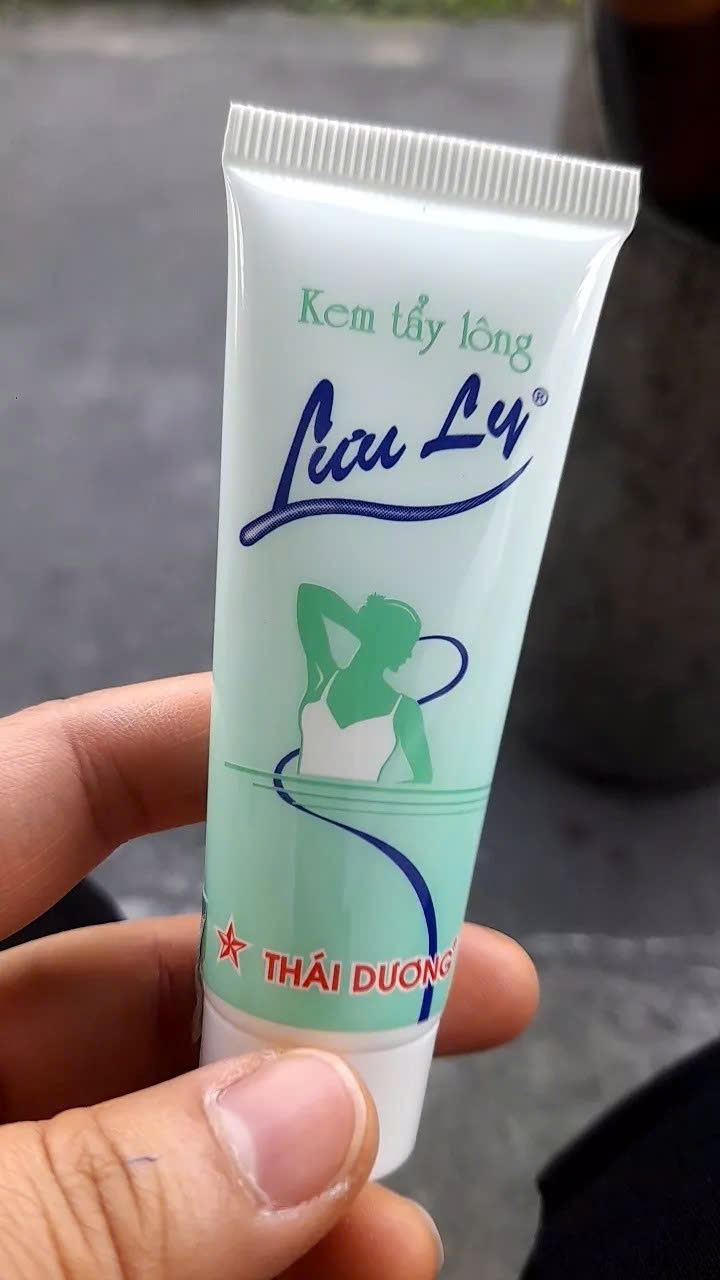 Kem tẩy lông
Lưu Ly®
THÁI DƯƠNG®